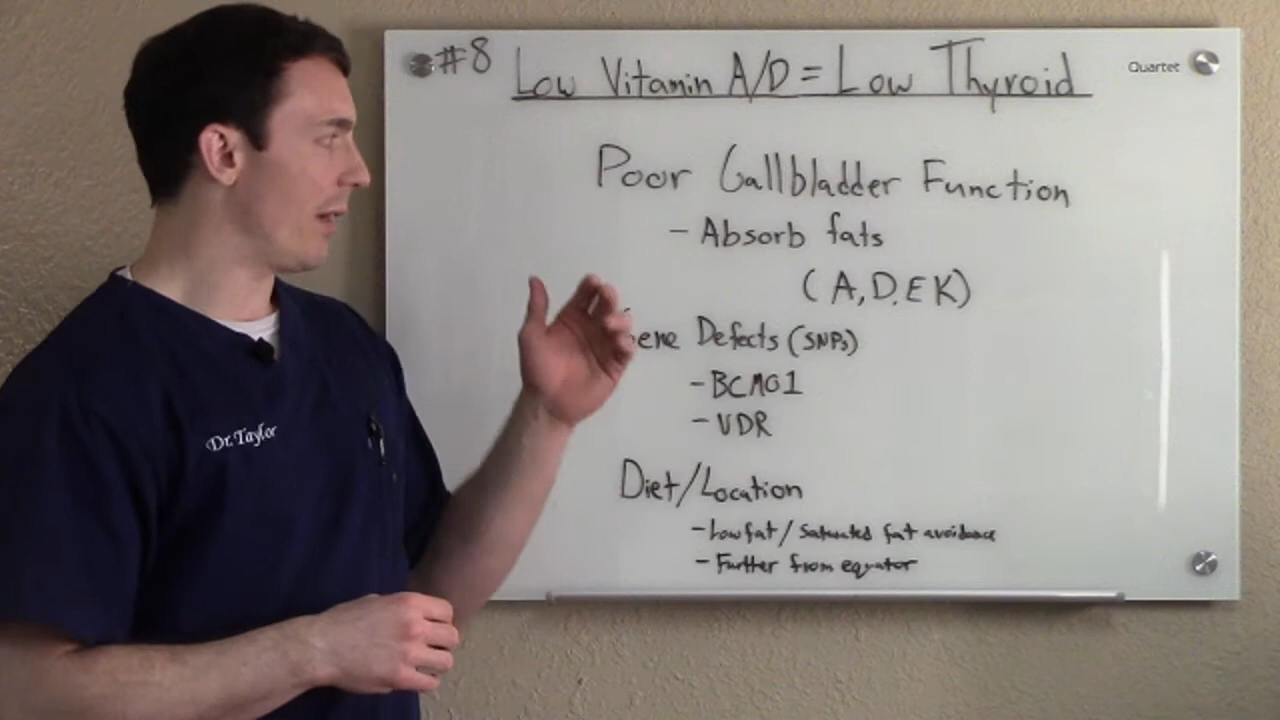 #8 Low Vitamin A/D = Low Thyroid
Quartet
Poor Gallbladder Function
- Absorb fats
(A, D, E K)
ene Defects (SNPs)
- BCMO1
- VDR
Diet/Location
- Low fat / Saturated fat avoidance
- Further from equator
Dr. Taylor